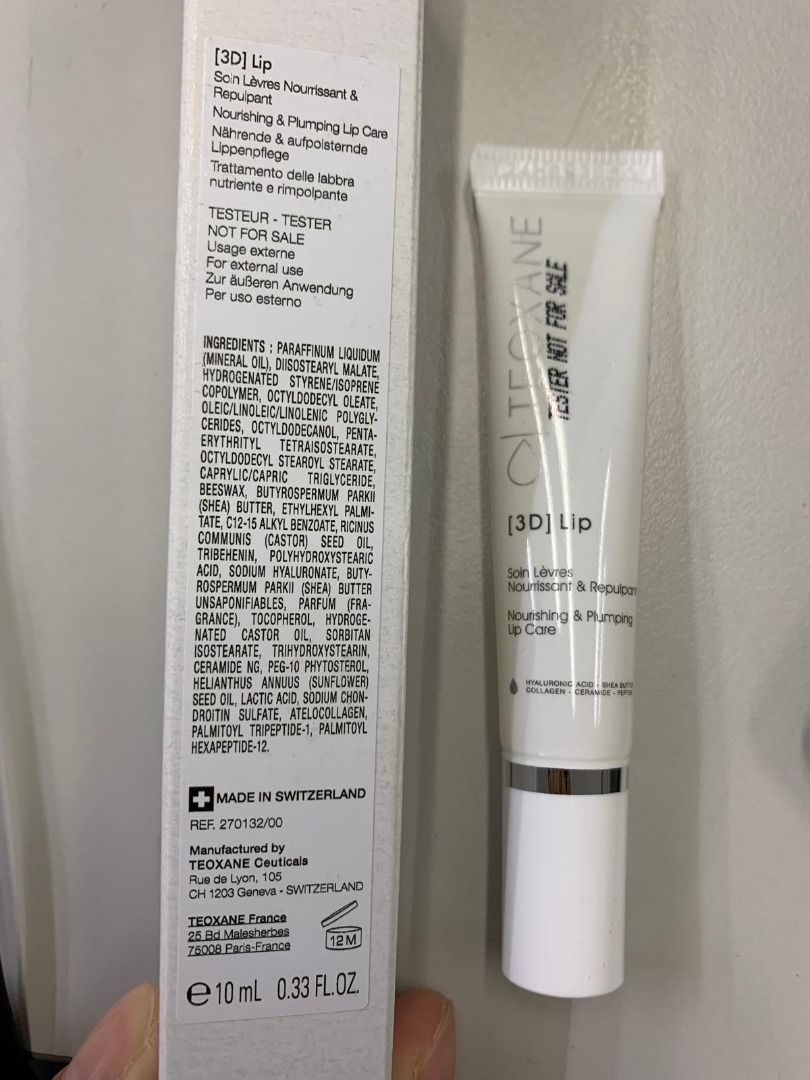 [3D] Lip
Soin Lèvres Nourrissant &
Repulpant
Nourishing & Plumping Lip Care
Nährende & aufpolsternde
Lippenpflege
Trattamento delle labbra
nutriente e rimpolpante
TESTEUR - TESTER
NOT FOR SALE
Usage externe
For external use
Zur äußeren Anwendung
Per uso esterno
INGREDIENTS : PARAFFINUM LIQUIDUM
(MINERAL OIL), DIISOSTEARYL MALATE,
HYDROGENATED STYRENE/ISOPRENE
COPOLYMER, OCTYLDODECYL OLEATE,
OLEIC/LINOLEIC/LINOLENIC POLYGLY-
CERIDES, OCTYLDODECANOL, PENTA-
ERYTHRITYL TETRAISOSTEARATE,
OCTYLDODECYL STEAROYL STEARATE,
CAPRYLIC/CAPRIC TRIGLYCERIDE,
BEESWAX, BUTYROSPERMUM PARKII
(SHEA) BUTTER, ETHYLHEXYL PALMI-
TATE, C12-15 ALKYL BENZOATE, RICINUS
COMMUNIS (CASTOR) SEED OIL,
TRIBEHENIN, POLYHYDROXYSTEARIC
ACID, SODIUM HYALURONATE, BUTY-
ROSPERMUM PARKII (SHEA) BUTTER
UNSAPONIFIABLES, PARFUM (FRA-
GRANCE), TOCOPHEROL, HYDROGE-
NATED CASTOR OIL, SORBITAN
ISOSTEARATE, TRIHYDROXYSTEARIN,
CERAMIDE NG, PEG-10 PHYTOSTEROL,
HELIANTHUS ANNUUS (SUNFLOWER)
SEED OIL, LACTIC ACID, SODIUM CHON-
DROITIN SULFATE, ATELOCOLLAGEN,
PALMITOYL TRIPEPTIDE-1, PALMITOYL
HEXAPEPTIDE-12.
MADE IN SWITZERLAND
REF. 270132/00
Manufactured by
TEOXANE Ceuticals
Rue de Lyon, 105
CH 1203 Geneva - SWITZERLAND
TEOXANE France
25 Bd Malesherbes
75008 Paris-France
12M
e 10 mL 0.33 FL.OZ.
TEOXANE
TESTER NOT FOR SALE
[3D] Lip
Soin Lèvres
Nourrissant & Repulpan
Nourishing & Plumping
Lip Care
HYALURONIC ACID - SHEA BUTTE
COLLAGEN - CERAMIDE - PEPTID